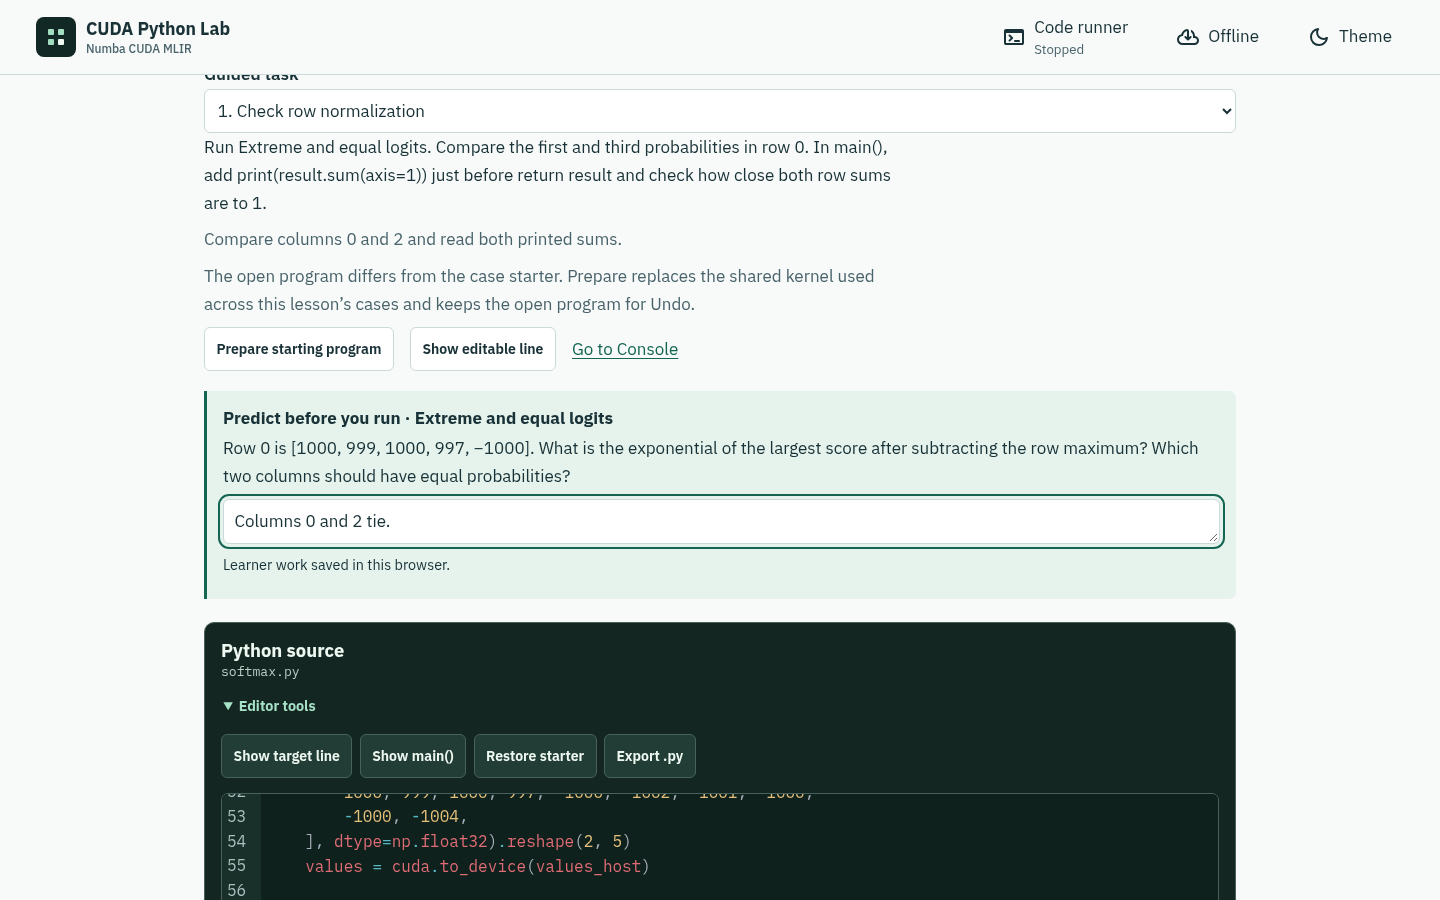 CUDA Python Lab
Numba CUDA MLIR
Code runner
Stopped
Offline
Theme
Guided task
1. Check row normalization
Run Extreme and equal logits. Compare the first and third probabilities in row 0. In main(),
add print(result.sum(axis=1)) just before return result and check how close both row sums
are to 1.
Compare columns 0 and 2 and read both printed sums.
The open program differs from the case starter. Prepare replaces the shared kernel used
across this lesson’s cases and keeps the open program for Undo.
Prepare starting program
Show editable line
Go to Console
Predict before you run · Extreme and equal logits
Row 0 is [1000, 999, 1000, 997, −1000]. What is the exponential of the largest score after subtracting the row maximum? Which
two columns should have equal probabilities?
Columns 0 and 2 tie.
Learner work saved in this browser.
Python source
softmax.py
▼ Editor tools
Show target line
Show main()
Restore starter
Export .py
53 -1000, -1004,
54 ], dtype=np.float32).reshape(2, 5)
55 values = cuda.to_device(values_host)
56